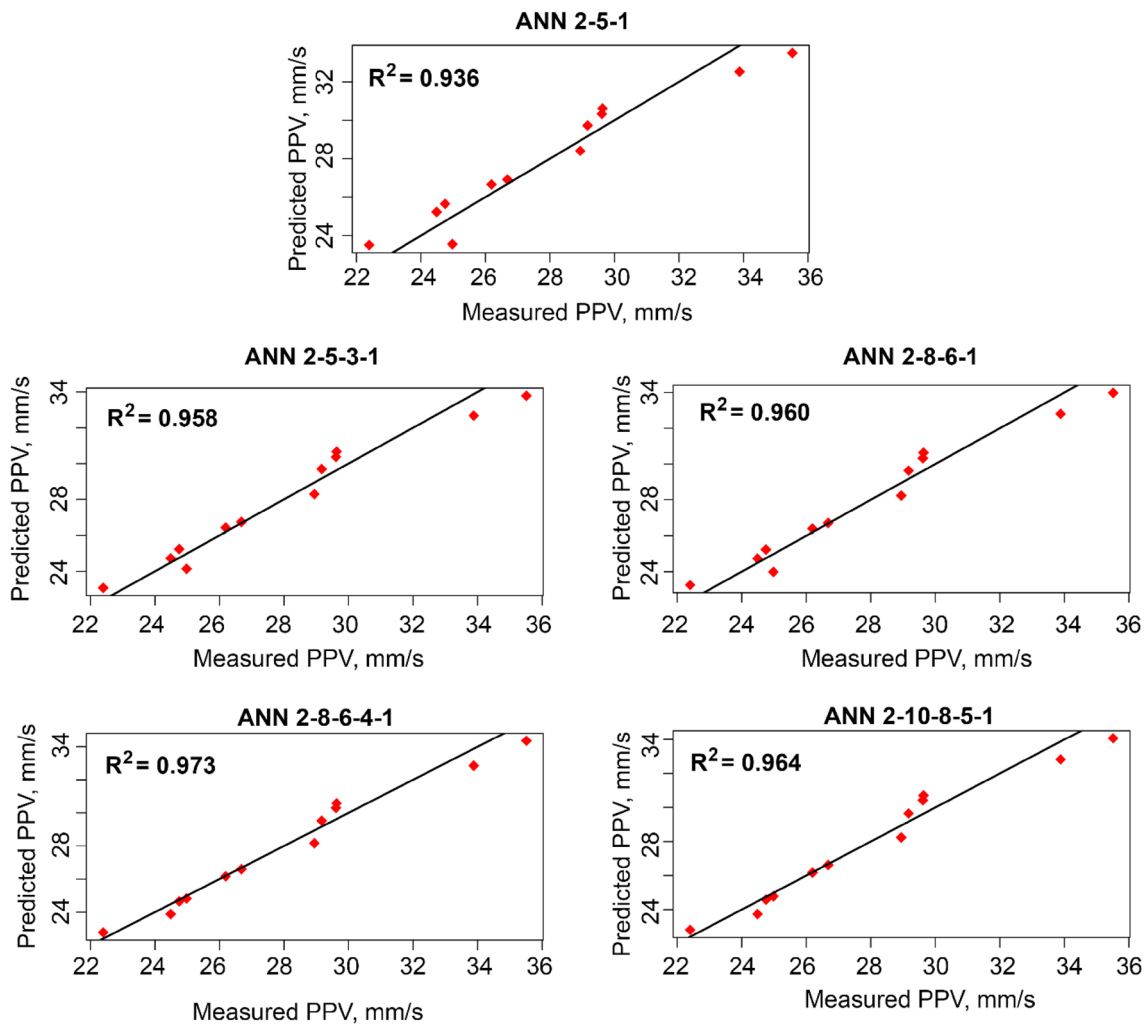 ANN 2-5-1
R² = 0.936
Predicted PPV, mm/s
32
28
24
22 24 26 28 30 32 34 36
Measured PPV, mm/s
ANN 2-5-3-1
R² = 0.958
Predicted PPV, mm/s
34
28
24
22 24 26 28 30 32 34 36
Measured PPV, mm/s
ANN 2-8-6-1
R² = 0.960
Predicted PPV, mm/s
34
28
24
22 24 26 28 30 32 34 36
Measured PPV, mm/s
ANN 2-8-6-4-1
R² = 0.973
Predicted PPV, mm/s
34
28
24
22 24 26 28 30 32 34 36
Measured PPV, mm/s
ANN 2-10-8-5-1
R² = 0.964
Predicted PPV, mm/s
34
28
24
22 24 26 28 30 32 34 36
Measured PPV, mm/s